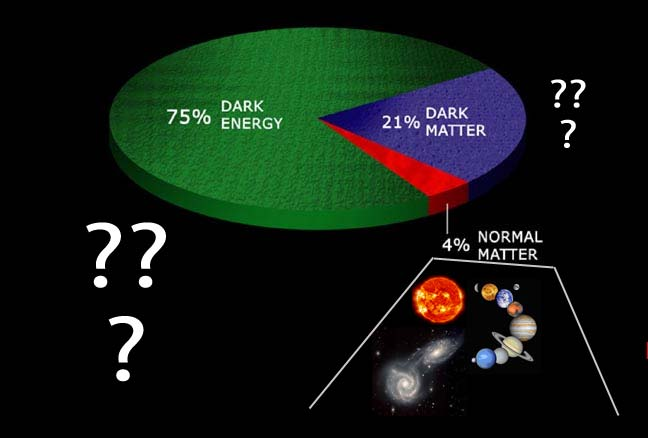 75% DARK
ENERGY
21% DARK
MATTER
??
?
4% NORMAL
MATTER
??
?